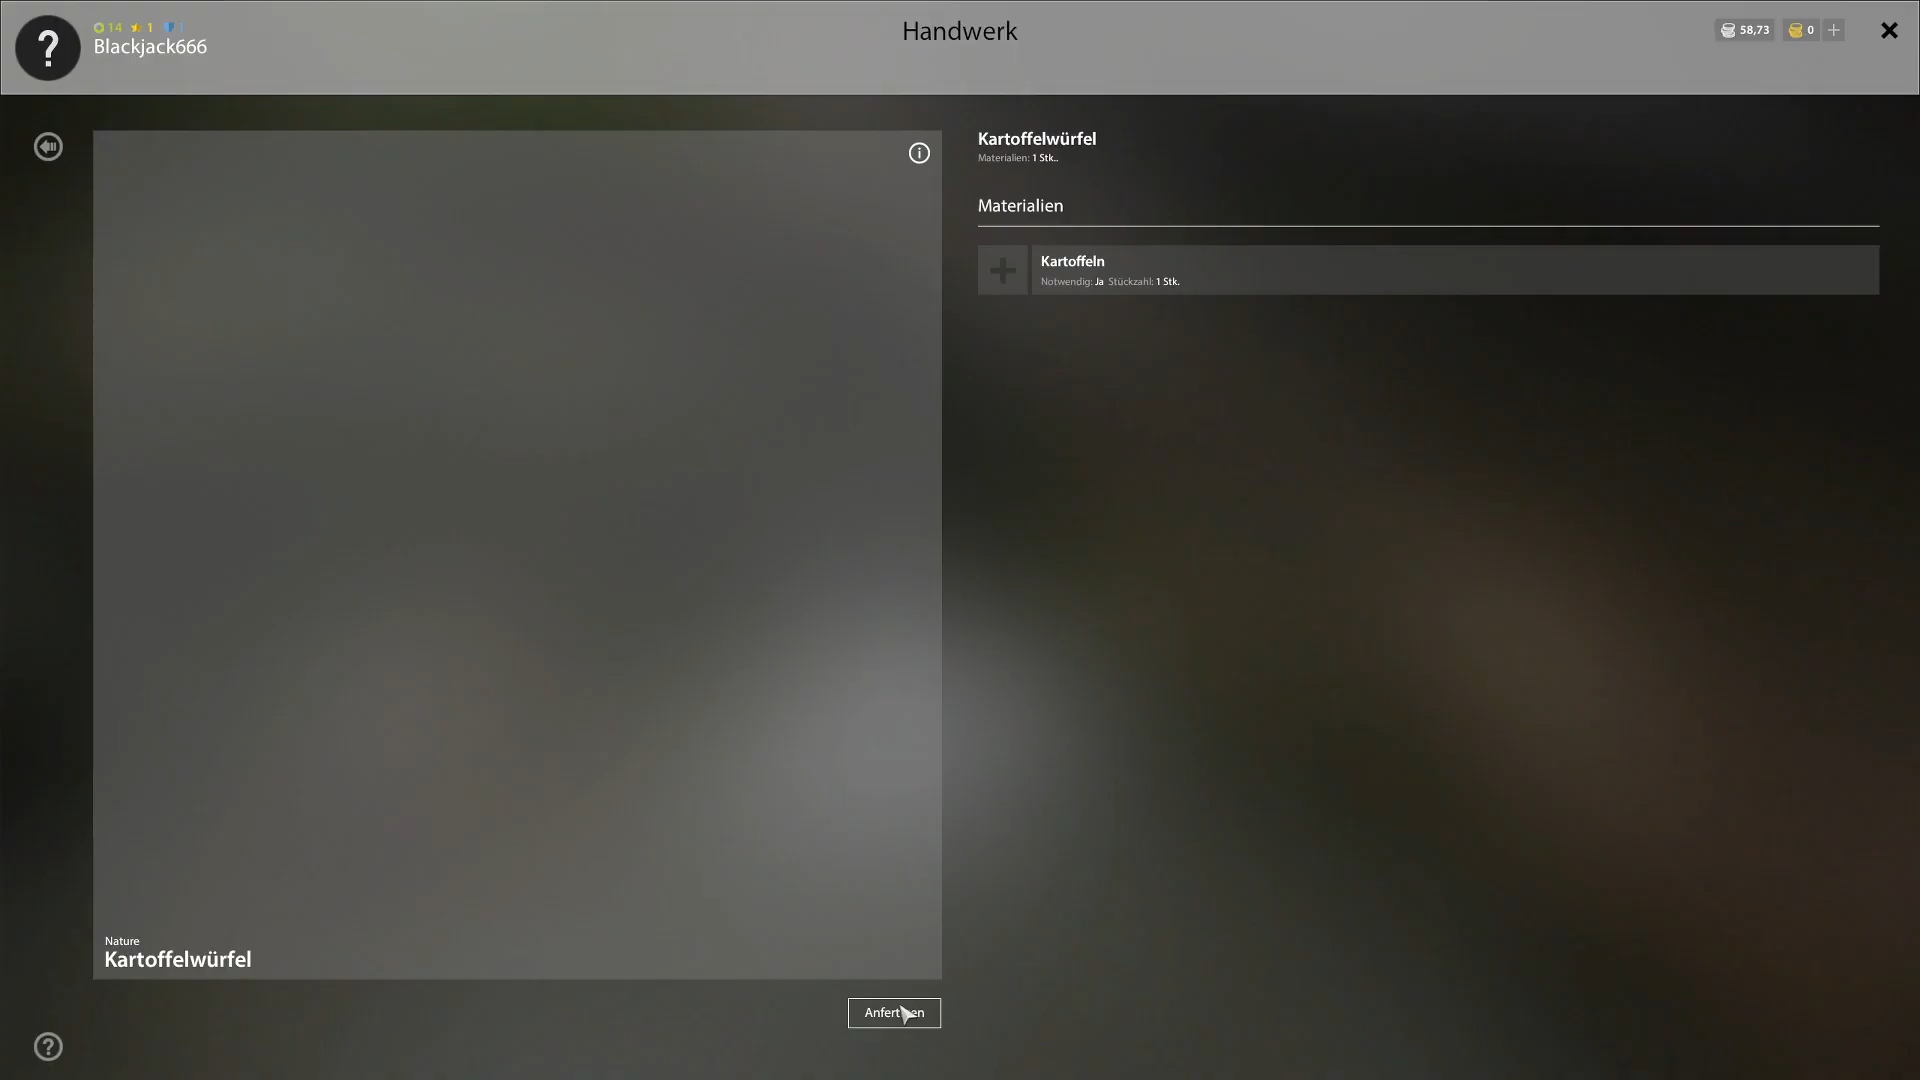 14 1 1
Blackjack666
Handwerk
58,73 0
Kartoffelwürfel
Materialien: 1 Stk..
Materialien
Kartoffeln
Notwendig: Ja Stückzahl: 1 Stk.
Nature
Kartoffelwürfel